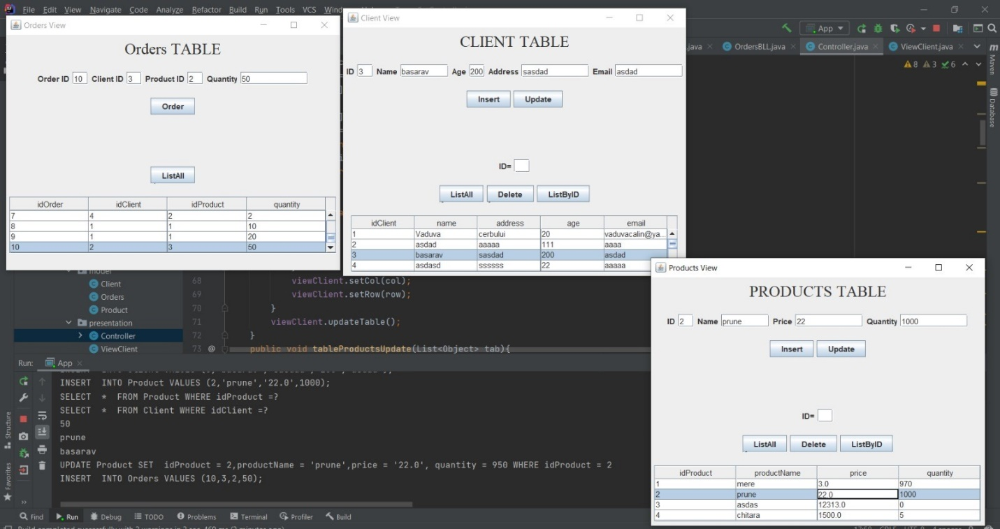 File Edit View Navigate Code Analyze Refactor Build Run Tools VCS
Orders View
Orders TABLE
Order ID 10 Client ID 3 Product ID 2 Quantity 50
Order
ListAll
idOrder idClient idProduct quantity
7 4 2 2
8 1 1 10
9 1 1 20
10 2 3 50
Client View
CLIENT TABLE
ID 3 Name basarav Age 200 Address sasdad Email asdad
Insert Update
ID=
ListAll Delete ListByID
idClient name address age email
1 Vaduva cerbului 20 vaduvacalin@ya...
2 asdad aaaaa 111 aaaa
3 basarav sasdad 200 asdad
4 asdasd ssssss 22 aaaaa
App
.java OrdersBLL.java Controller.java ViewClient.java
8 3 6
Maven
Database
Products View
PRODUCTS TABLE
ID 2 Name prune Price 22 Quantity 1000
Insert Update
ID=
ListAll Delete ListByID
idProduct productName price quantity
1 mere 3.0 970
2 prune 22.0 1000
3 asdas 12313.0 0
4 chitara 1500.0 5
model
Client
Orders
Product
presentation
Controller
ViewClient
68 viewClient.setCol(col);
69 viewClient.setRow(row);
70 }
71 viewClient.updateTable();
72 }
73 @ public void tableProductsUpdate(List<Object> tab){
Run: App
INSERT INTO Product VALUES (2,'prune','22.0',1000);
SELECT * FROM Product WHERE idProduct =?
SELECT * FROM Client WHERE idClient =?
50
prune
basarav
UPDATE Product SET idProduct = 2,productName = 'prune',price = '22.0', quantity = 950 WHERE idProduct = 2
INSERT INTO Orders VALUES (10,3,2,50);
Structure
Favorites
Find Run Debug TODO Problems Terminal Profiler Build